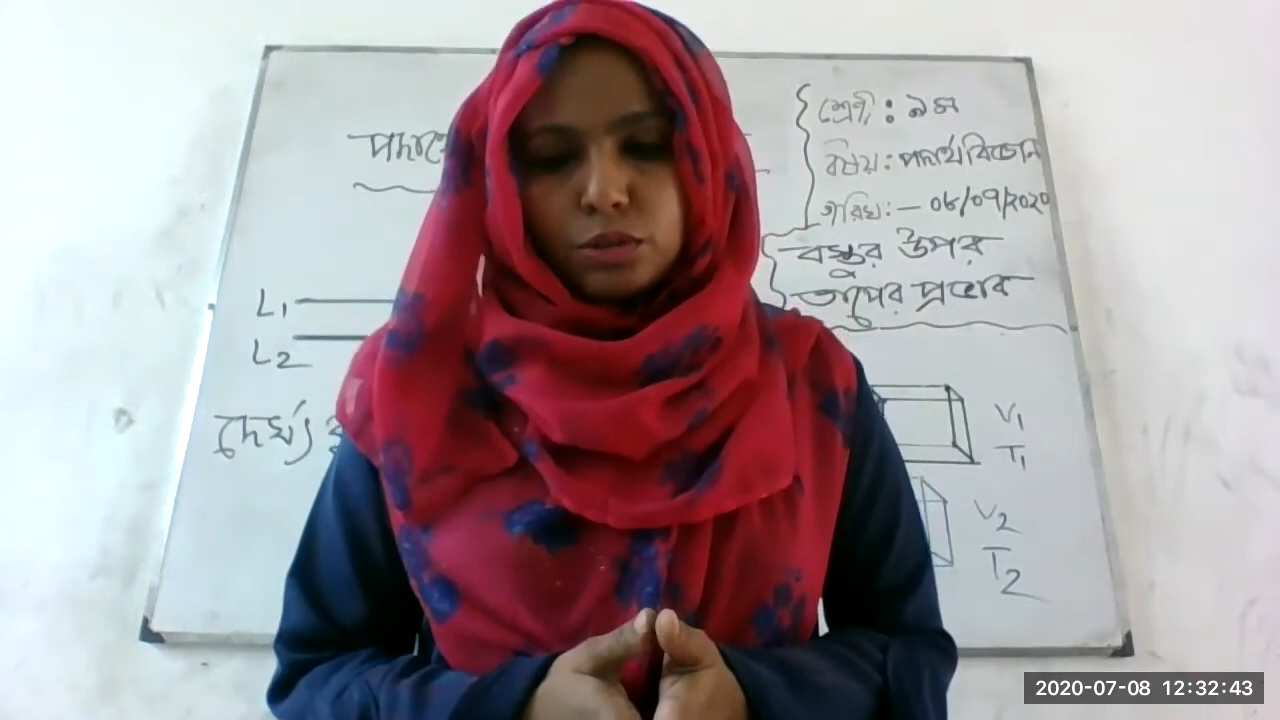 শ্রেণী: ৯ম
বিষয়: পদার্থ বিজ্ঞান
তারিখ: — ০৮/০৭/২০২০
বস্তুর উপর
তাপের প্রভাব
L1
L2
দৈর্ঘ্য
V1
T1
V2
T2
2020-07-08 12:32:43